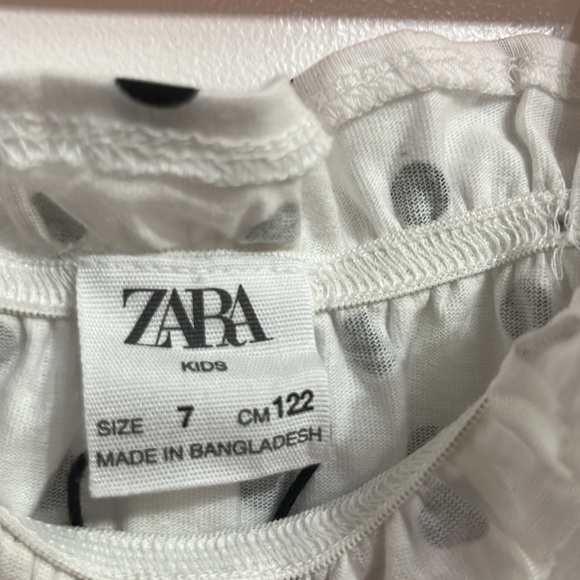 ZARA
KIDS
SIZE 7 CM 122
MADE IN BANGLADESH